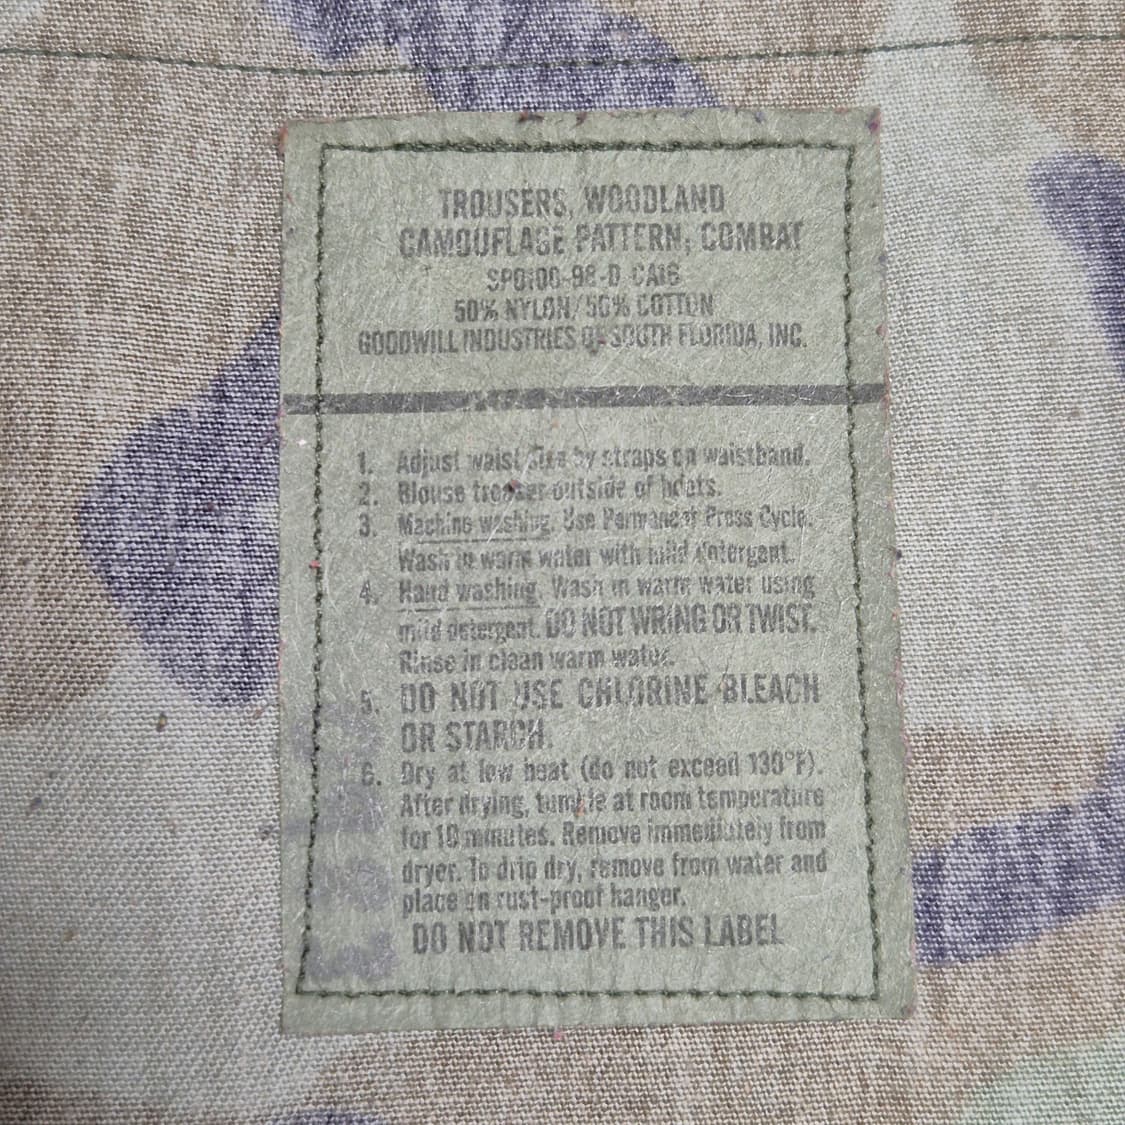 TROUSERS, WOODLAND
CAMOUFLAGE PATTERN, COMBAT
SP0100-98-D CA16
50% NYLON/50% COTTON
GOODWILL INDUSTRIES OF SOUTH FLORIDA, INC.
1. Adjust waist size by straps on waistband.
2. Blouse trouser outside of boots.
3. Machine washing. Use Permanent Press Cycle.
Wash in warm water with mild detergent.
4. Hand washing. Wash in warm water using
mild detergent. DO NOT WRING OR TWIST.
Rinse in clean warm water.
5. DO NOT USE CHLORINE BLEACH
OR STARCH.
6. Dry at low heat (do not exceed 130°F).
After drying, tumble at room temperature
for 10 minutes. Remove immediately from
dryer. To drip dry, remove from water and
place on rust-proof hanger.
DO NOT REMOVE THIS LABEL